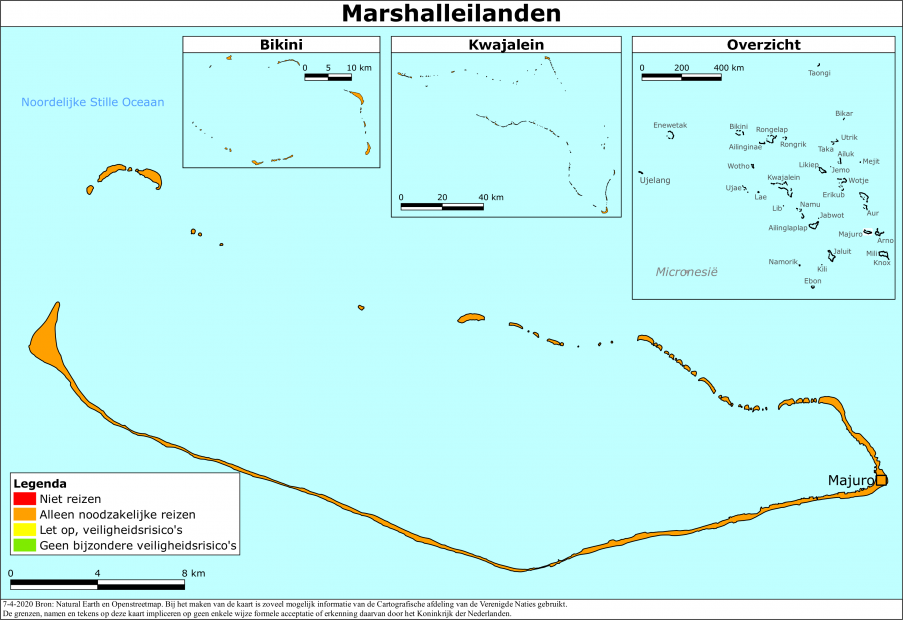 Marshalleilanden
Bikini
0 5 10 km
Kwajalein
0 20 40 km
Overzicht
0 200 400 km
Taongi
Bikar
Enewetak
Bikini
Rongelap
Utrik
Ailinginae
Rongrik
Taka
Ailuk
Wotho
Likiep
Mejit
Jemo
Ujelang
Kwajalein
Wotje
Ujae
Lae
Erikub
Lib
Namu
Jabwot
Aur
Ailinglaplap
Majuro
Arno
Jaluit
Mili
Namorik
Kili
Knox
Ebon
Micronesië
Noordelijke Stille Oceaan
Majuro
Legenda
Niet reizen
Alleen noodzakelijke reizen
Let op, veiligheidsrisico's
Geen bijzondere veiligheidsrisico's
0 4 8 km
7-4-2020 Bron: Natural Earth en Openstreetmap. Bij het maken van de kaart is zoveel mogelijk informatie van de Cartografische afdeling van de Verenigde Naties gebruikt.
De grenzen, namen en tekens op deze kaart impliceren op geen enkele wijze formele acceptatie of erkenning daarvan door het Koninkrijk der Nederlanden.